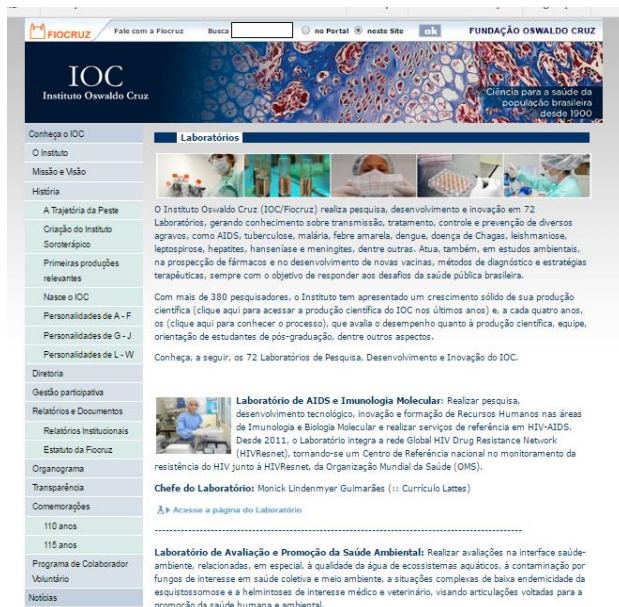 FIOCRUZ
Fale com a Fiocruz
Busca
no Portal
neste Site
ok
FUNDAÇÃO OSWALDO CRUZ
IOC
Instituto Oswaldo Cruz
Ciência para a saúde da
população brasileira
desde 1900
Conheça o IOC
O Instituto
Missão e Visão
História
A Trajetória da Peste
Criação do Instituto
Soroterápico
Primeiras produções
relevantes
Nasce o IOC
Personalidades de A - F
Personalidades de G - J
Personalidades de L - W
Diretoria
Gestão participativa
Relatórios e Documentos
Relatórios Institucionais
Estatuto da Fiocruz
Organograma
Transparência
Comemorações
110 anos
115 anos
Programa de Colaborador
Voluntário
Notícias
Laboratórios
O Instituto Oswaldo Cruz (IOC/Fiocruz) realiza pesquisa, desenvolvimento e inovação em 72
Laboratórios, gerando conhecimento sobre transmissão, tratamento, controle e prevenção de diversos
agravos, como AIDS, tuberculose, malária, febre amarela, dengue, doença de Chagas, leishmaniose,
leptospirose, hepatites, hanseníase e meningites, dentre outras. Atua, também, em estudos ambientais,
na prospecção de fármacos e no desenvolvimento de novas vacinas, métodos de diagnóstico e estratégias
terapêuticas, sempre com o objetivo de responder aos desafios da saúde pública brasileira.
Com mais de 380 pesquisadores, o Instituto tem apresentado um crescimento sólido de sua produção
científica (clique aqui para acessar a produção científica do IOC nos últimos anos) e, a cada quatro anos,
os (clique aqui para conhecer o processo), que avalia o desempenho quanto à produção científica, equipe,
orientação de estudantes de pós-graduação, dentre outros aspectos.
Conheça, a seguir, os 72 Laboratórios de Pesquisa, Desenvolvimento e Inovação do IOC.
Laboratório de AIDS e Imunologia Molecular: Realizar pesquisa,
desenvolvimento tecnológico, inovação e formação de Recursos Humanos nas áreas
de Imunologia e Biologia Molecular e realizar serviços de referência em HIV-AIDS.
Desde 2011, o Laboratório integra a rede Global HIV Drug Resistance Network
(HIVResnet), tornando-se um Centro de Referência nacional no monitoramento da
resistência do HIV junto à HIVResnet, da Organização Mundial da Saúde (OMS).
Chefe do Laboratório: Monick Lindenmyer Guimarães (:: Currículo Lattes)
Acesse a página do Laboratório
Laboratório de Avaliação e Promoção da Saúde Ambiental: Realizar avaliações na interface saúde-
ambiente, relacionadas, em especial, à qualidade da água de ecossistemas aquáticos, à contaminação por
fungos de interesse em saúde coletiva e meio ambiente, a situações complexas de baixa endemicidade da
esquistossomose e a helmintoses de interesse médico e veterinário, visando articulações voltadas para a
promoção da saúde humana e ambiental.